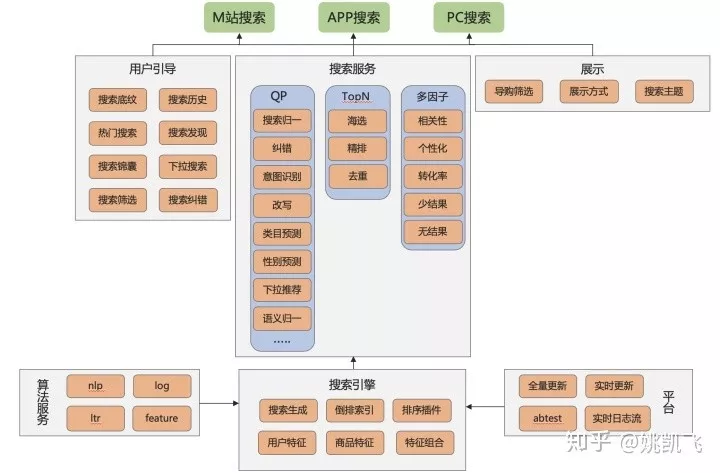 M站搜索
APP搜索
PC搜索
用户引导
搜索底纹
搜索历史
热门搜索
搜索发现
搜索锦囊
下拉搜索
搜索筛选
搜索纠错
搜索服务
QP
搜索归一
纠错
意图识别
改写
类目预测
性别预测
下拉推荐
语义归一
.....
TopN
海选
精排
去重
多因子
相关性
个性化
转化率
少结果
无结果
展示
导购筛选
展示方式
搜索主题
算法服务
nlp
log
ltr
feature
搜索引擎
搜索生成
倒排索引
排序插件
用户特征
商品特征
特征组合
全量更新
实时更新
abtest
实时日志流
平台
知乎 @姚凯飞